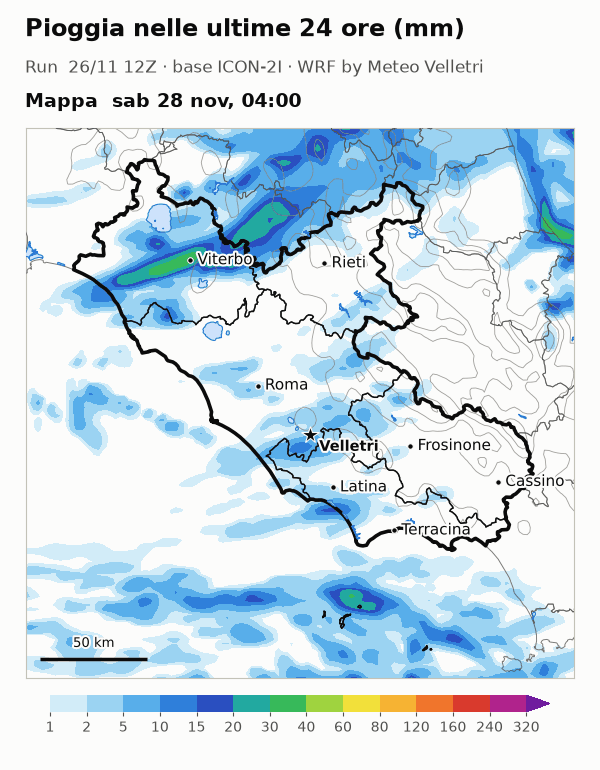 Pioggia nelle ultime 24 ore (mm)
Run 26/11 12Z · base ICON-2I · WRF by Meteo Velletri
Mappa sab 28 nov, 04:00
Viterbo
Rieti
Roma
Velletri
Frosinone
Latina
Cassino
Terracina
50 km
1 2 5 10 15 20 30 40 60 80 120 160 240 320